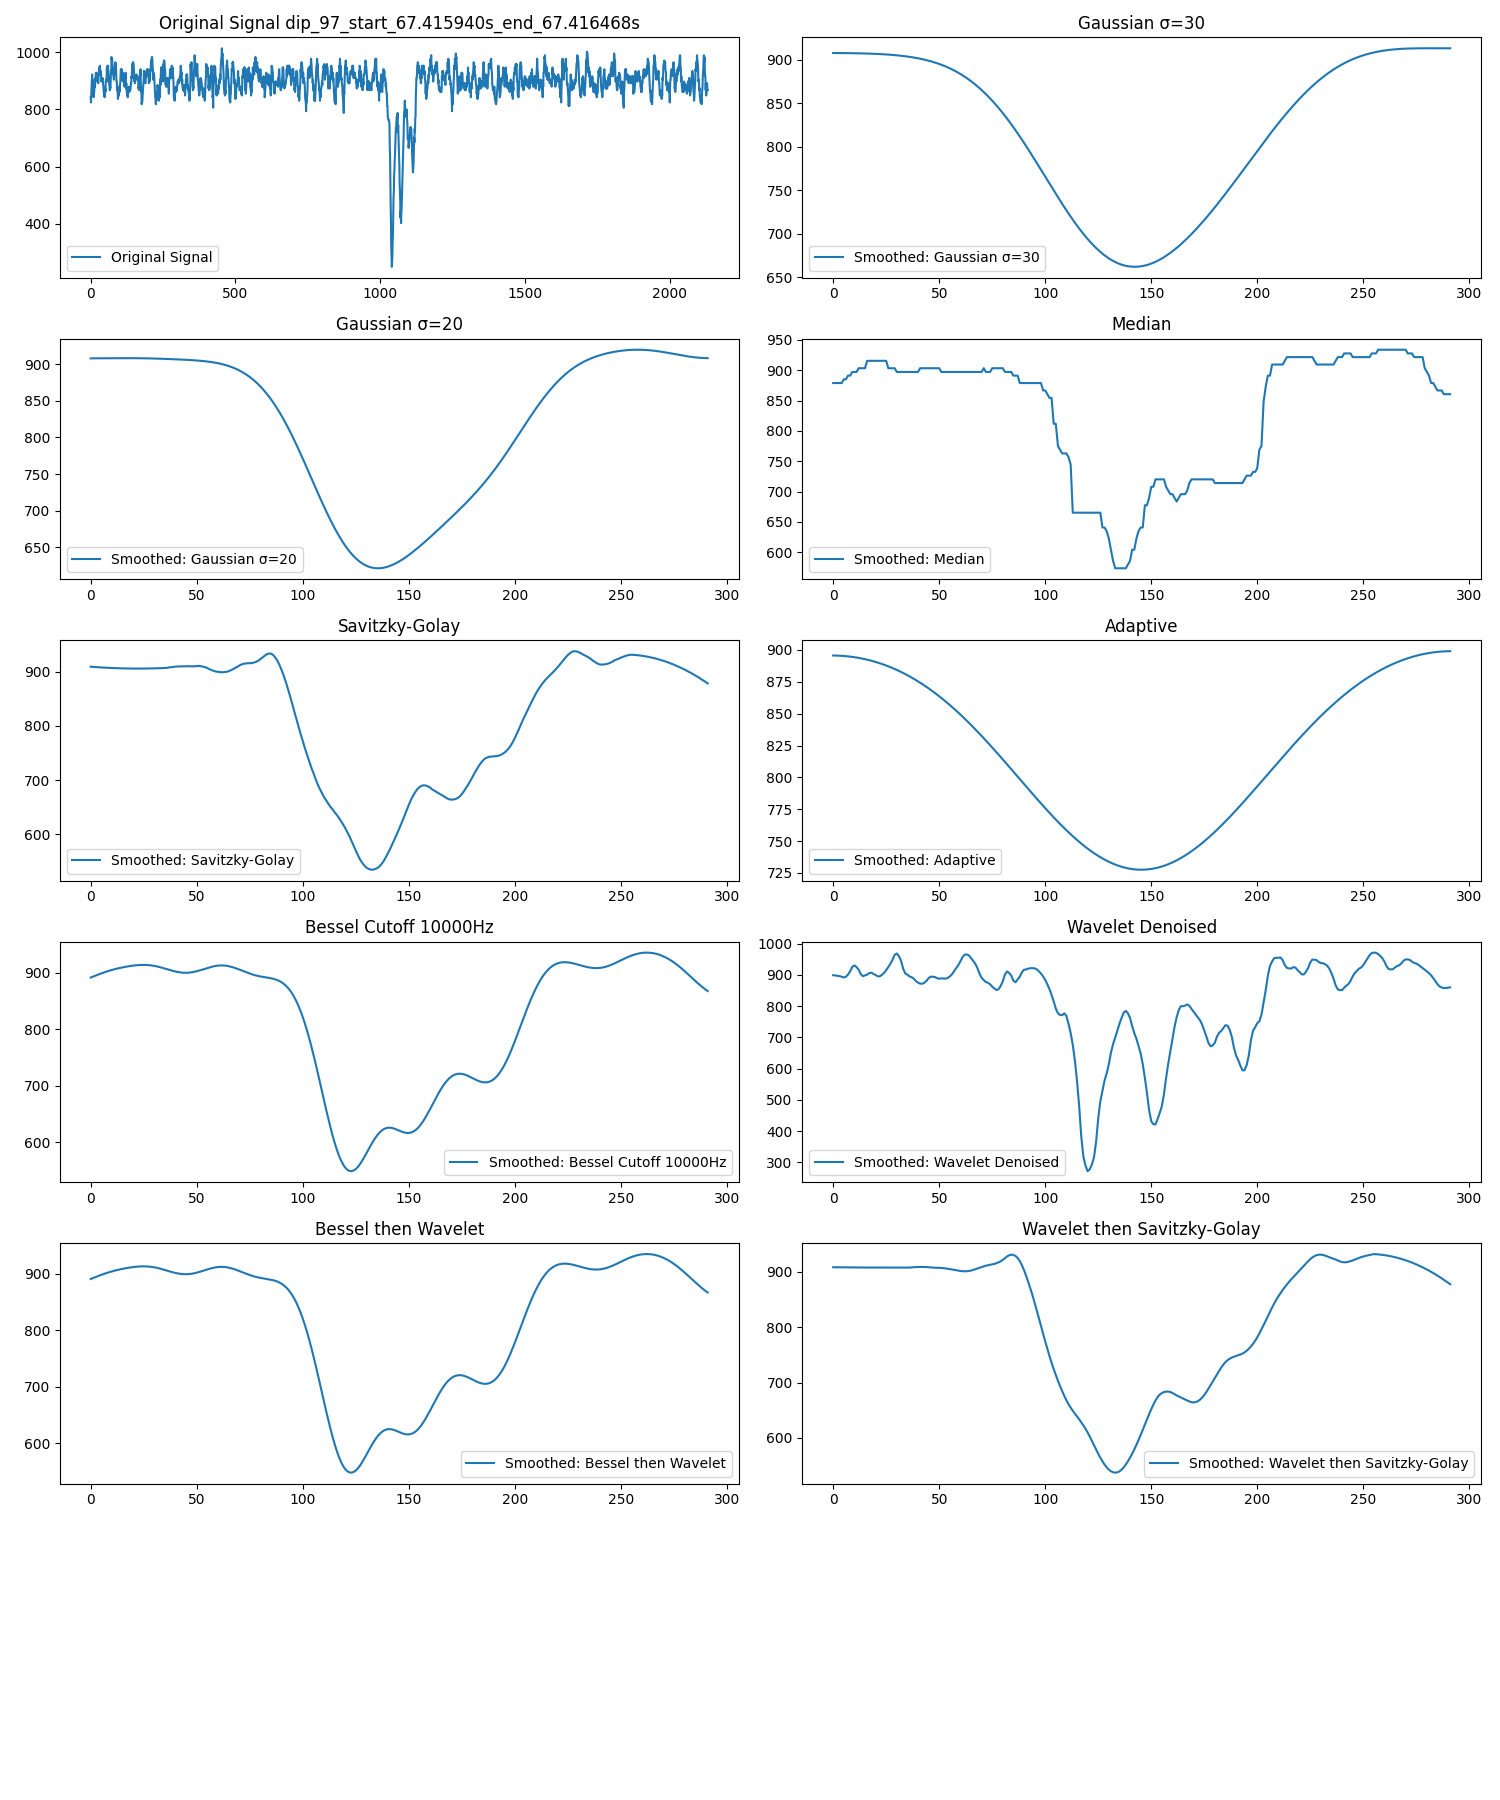 Original Signal dip_97_start_67.415940s_end_67.416468s
1000
800
600
400
Original Signal
0 500 1000 1500 2000
Gaussian σ=30
900
850
800
750
700
650
Smoothed: Gaussian σ=30
0 50 100 150 200 250 300
Gaussian σ=20
900
850
800
750
700
650
Smoothed: Gaussian σ=20
0 50 100 150 200 250 300
Median
950
900
850
800
750
700
650
600
Smoothed: Median
0 50 100 150 200 250 300
Savitzky-Golay
900
800
700
600
Smoothed: Savitzky-Golay
0 50 100 150 200 250 300
Adaptive
900
875
850
825
800
775
750
725
Smoothed: Adaptive
0 50 100 150 200 250 300
Bessel Cutoff 10000Hz
900
800
700
600
Smoothed: Bessel Cutoff 10000Hz
0 50 100 150 200 250 300
Wavelet Denoised
1000
900
800
700
600
500
400
300
Smoothed: Wavelet Denoised
0 50 100 150 200 250 300
Bessel then Wavelet
900
800
700
600
Smoothed: Bessel then Wavelet
0 50 100 150 200 250 300
Wavelet then Savitzky-Golay
900
800
700
600
Smoothed: Wavelet then Savitzky-Golay
0 50 100 150 200 250 300